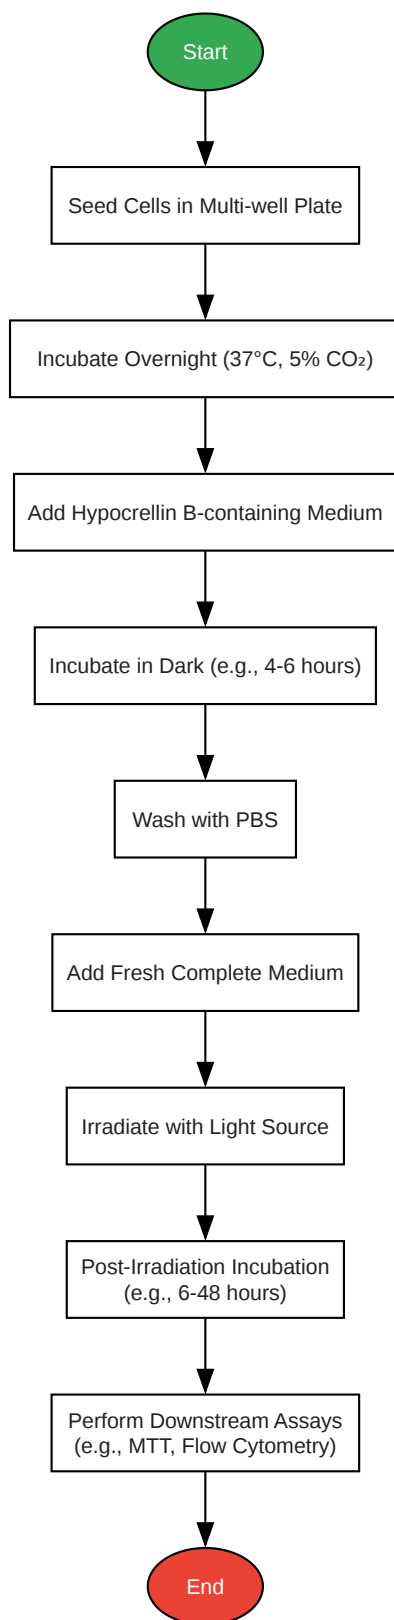 Start
Seed Cells in Multi-well Plate
Incubate Overnight (37°C, 5% CO₂)
Add Hypocrellin B-containing Medium
Incubate in Dark (e.g., 4-6 hours)
Wash with PBS
Add Fresh Complete Medium
Irradiate with Light Source
Post-Irradiation Incubation
(e.g., 6-48 hours)
Perform Downstream Assays
(e.g., MTT, Flow Cytometry)
End